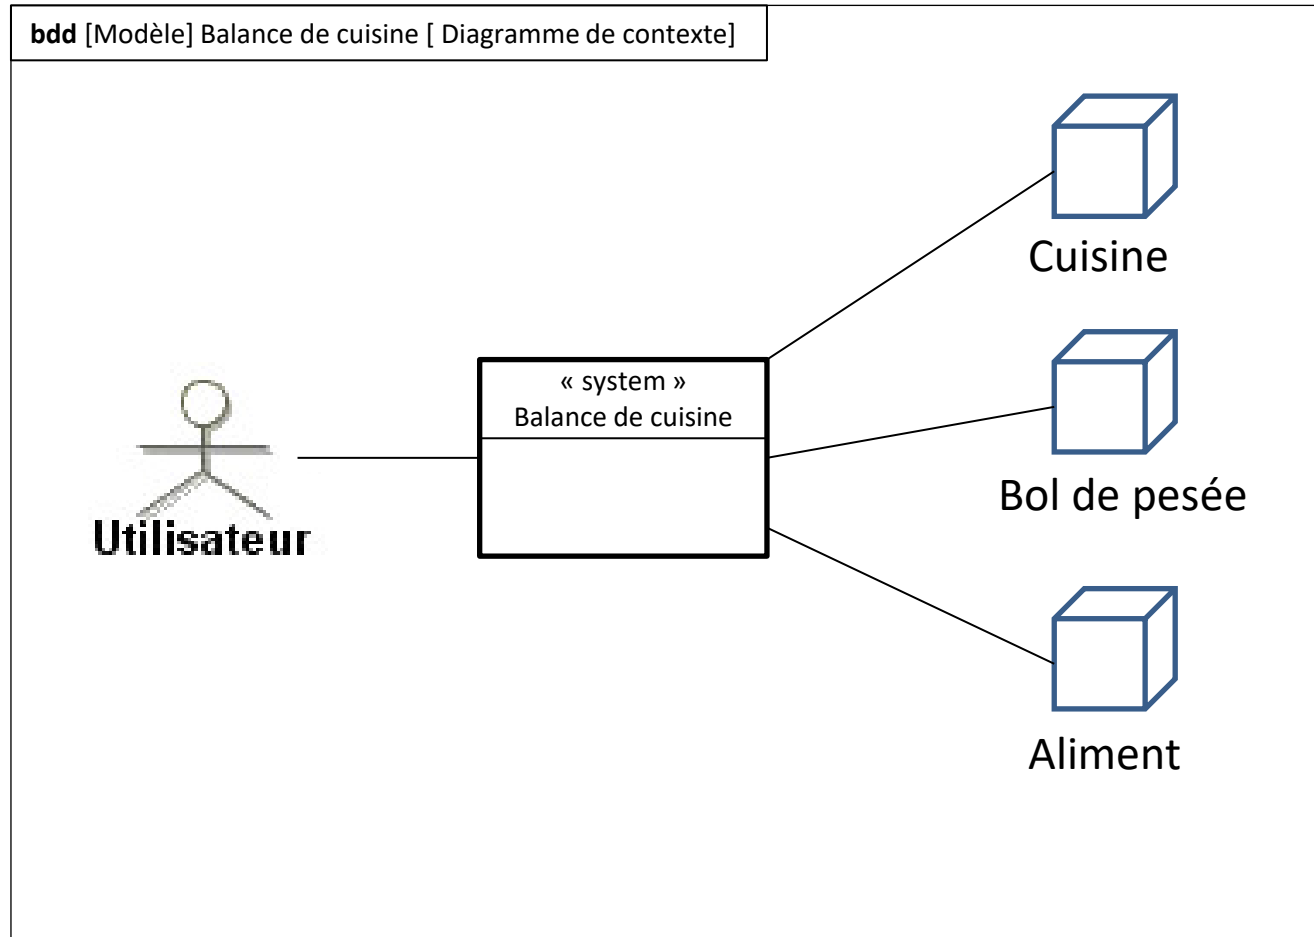 bdd [Modèle] Balance de cuisine [ Diagramme de contexte]
Cuisine
« system »
Balance de cuisine
Utilisateur
Bol de pesée
Aliment